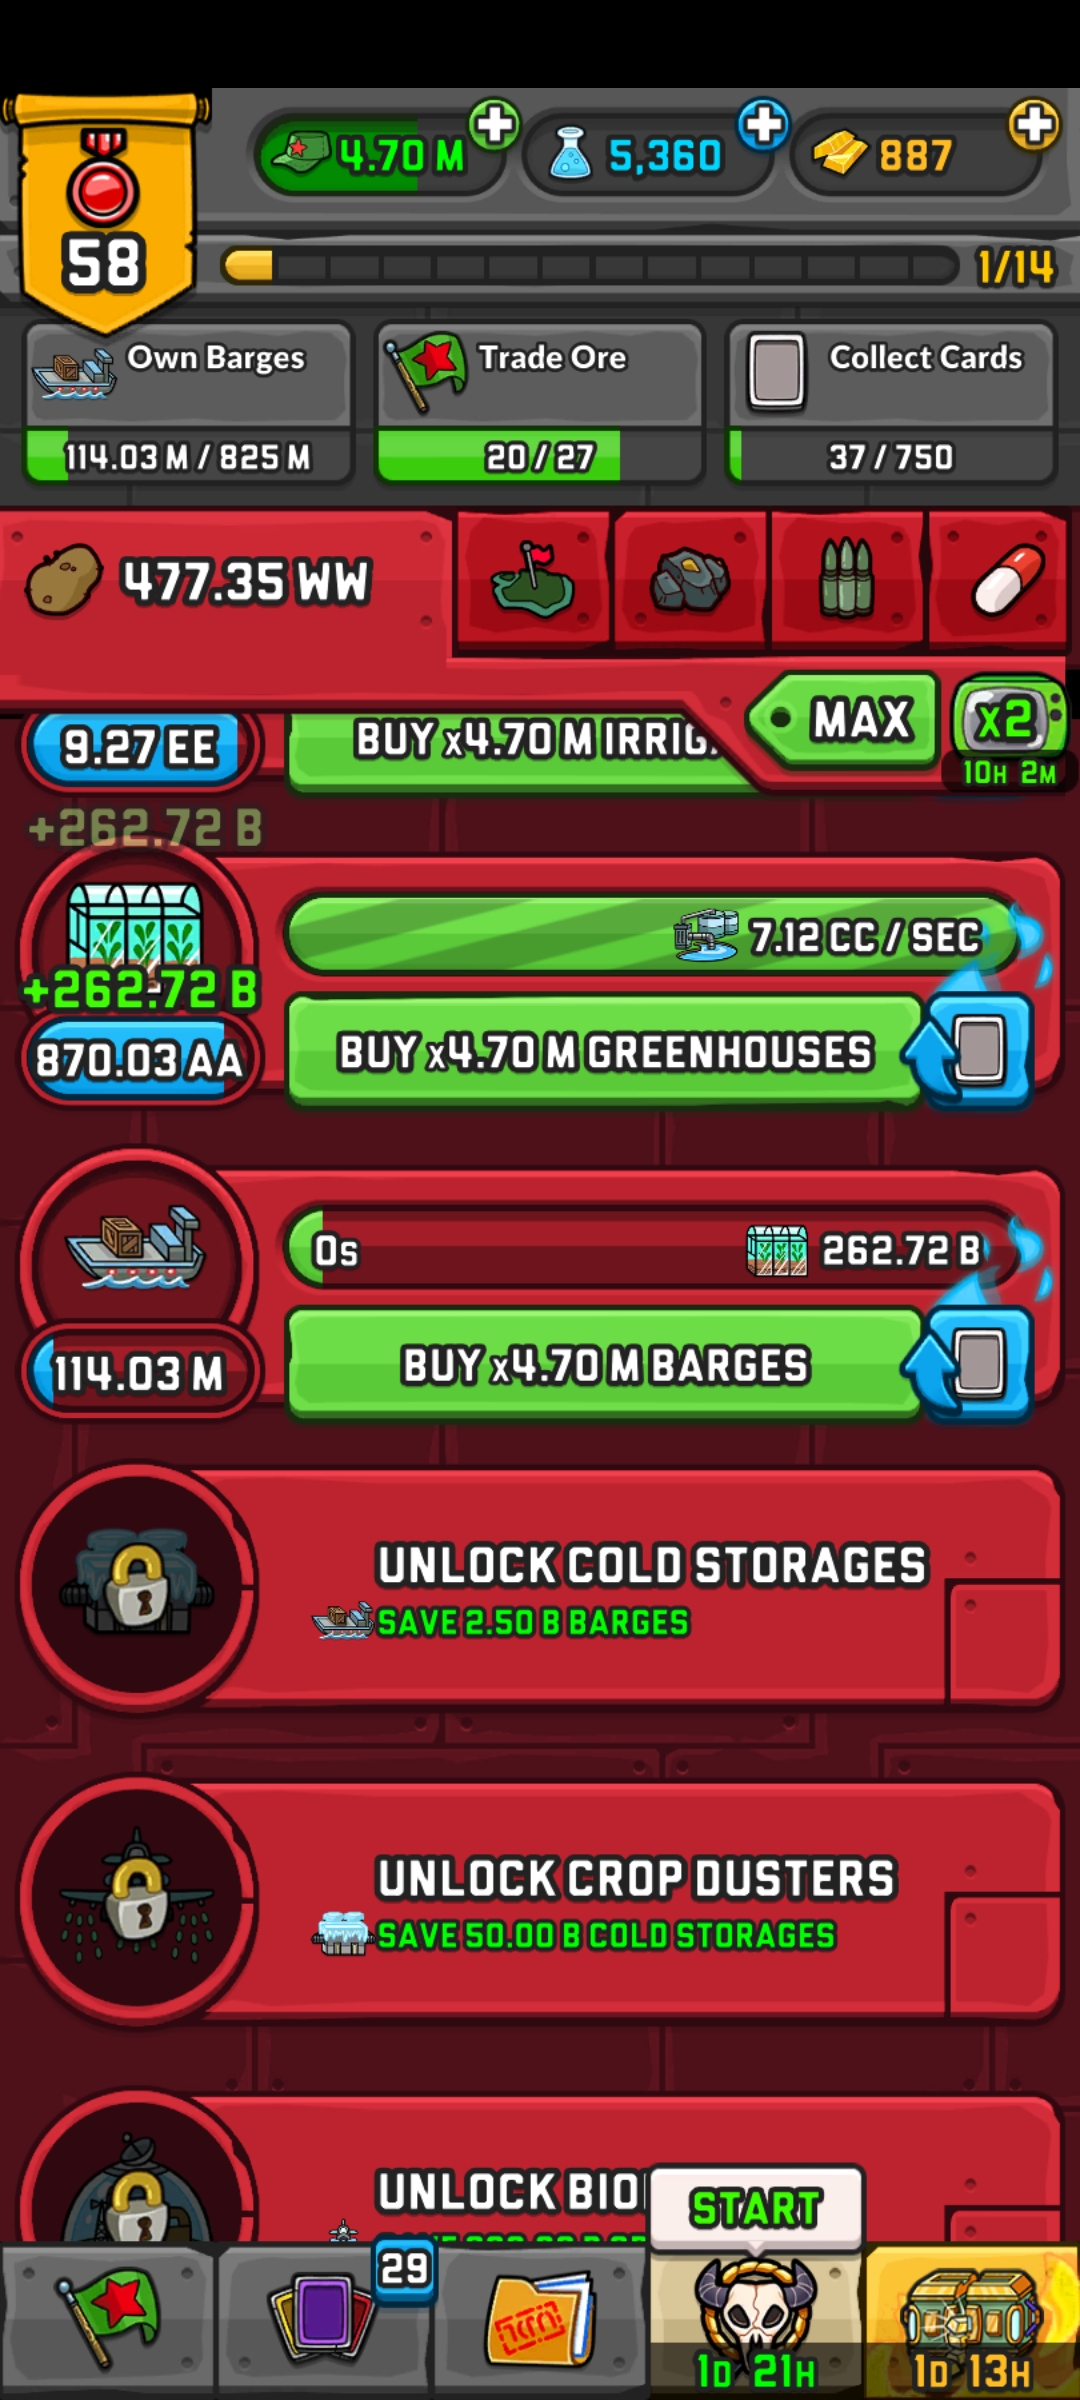 58
4.70 M
5,360
887
1/14
Own Barges
114.03 M / 825 M
Trade Ore
20 / 27
Collect Cards
37 / 750
477.35 WW
MAX
x2
10H 2M
9.27 EE
BUY x4.70 M
+262.72 B
+262.72 B
870.03 AA
7.12 CC / SEC
BUY x4.70 M GREENHOUSES
114.03 M
0s
262.72 B
BUY x4.70 M BARGES
UNLOCK COLD STORAGES
SAVE 2.50 B BARGES
UNLOCK CROP DUSTERS
SAVE 50.00 B COLD STORAGES
UNLOCK
START
29
1D 21H
1D 13H